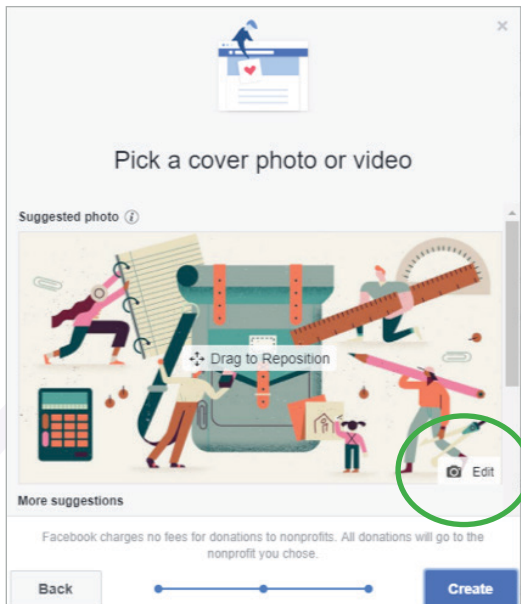 Pick a cover photo or video
Suggested photo
Drag to Reposition
Edit
More suggestions
Facebook charges no fees for donations to nonprofits. All donations will go to the
nonprofit you chose.
Back
Create